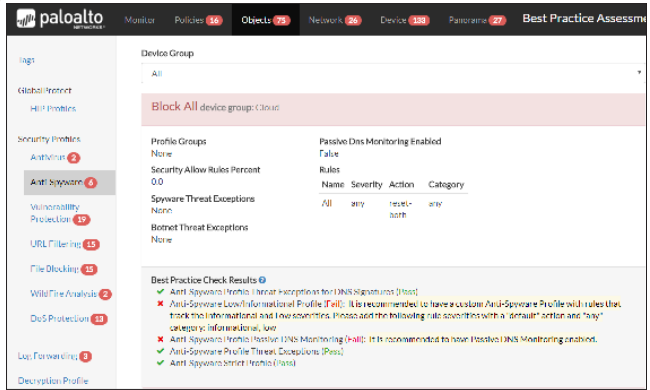 paloalto
NETWORKS
Monitor Policies 16 Objects 75 Network 26 Device 133 Panorama 27 Best Practice Assessme
Tags
GlobalProtect
HIP Profiles
Security Profiles
Antivirus 2
Anti Spyware 6
Vulnerability
Protection 19
URL Filtering 15
File Blocking 15
WildFire Analysis 2
DoS Protection 13
Log Forwarding 3
Decryption Profile
Device Group
All
Block All device group: Cloud
Profile Groups
None
Security Allow Rules Percent
0.0
Spyware Threat Exceptions
None
Botnet Threat Exceptions
None
Passive Dns Monitoring Enabled
False
Rules
Name Severity Action Category
All any reset-
both any
Best Practice Check Results
Anti-Spyware Profile Threat Exceptions for DNS Signatures (Pass)
Anti-Spyware Low/Informational Profile (Fail): It is recommended to have a custom Anti-Spyware Profile with rules that
track the informational and Low severities. Please add the following rule severities with a "default" action and "any"
category: informational, low
Anti-Spyware Profile Passive DNS Monitoring (Fail): It is recommended to have Passive DNS Monitoring enabled.
Anti-Spyware Profile Threat Exceptions (Pass)
Anti-Spyware Strict Profile (Pass)